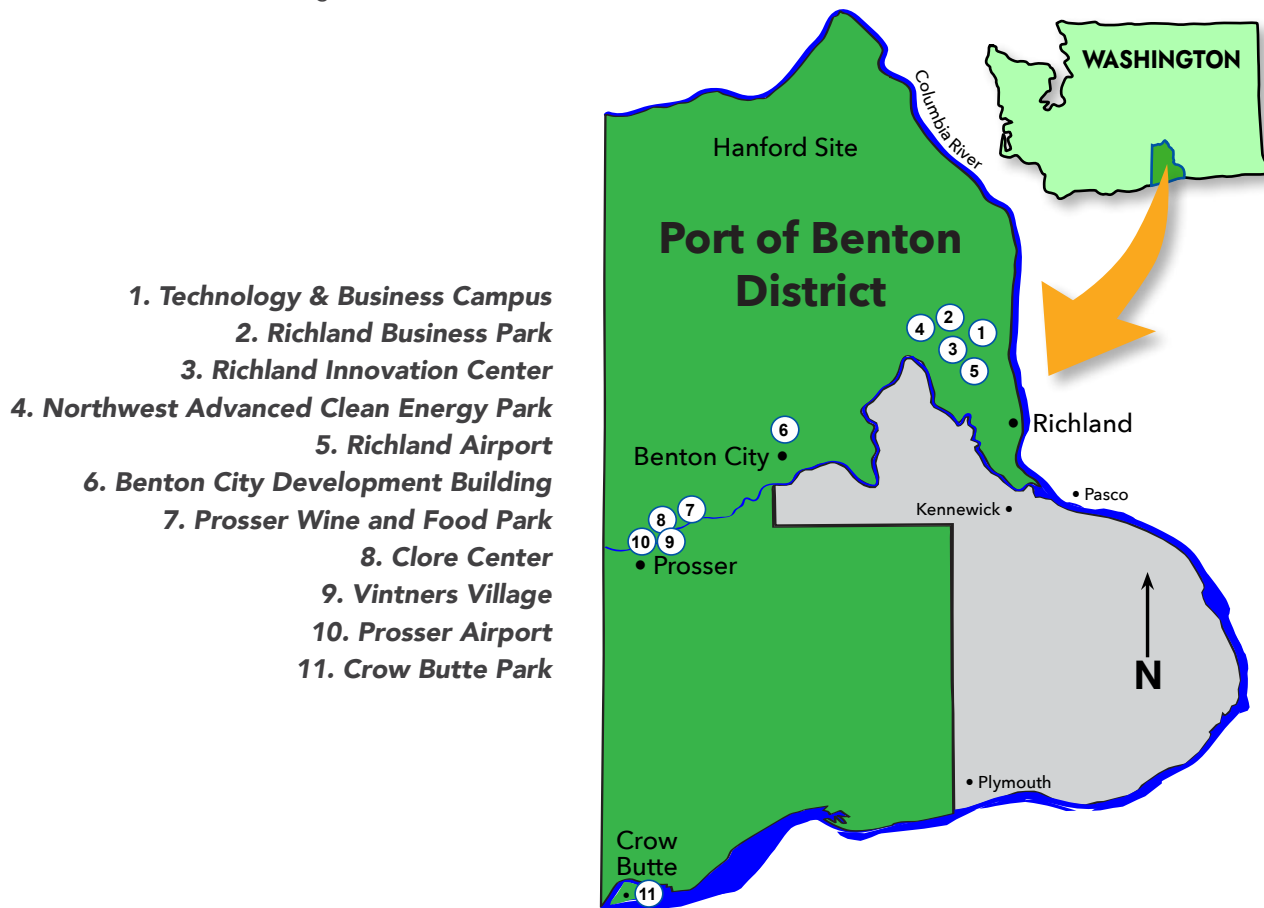 WASHINGTON
Columbia River
Hanford Site
Port of Benton
District
1. Technology & Business Campus
2. Richland Business Park
3. Richland Innovation Center
4. Northwest Advanced Clean Energy Park
5. Richland Airport
6. Benton City Development Building
7. Prosser Wine and Food Park
8. Clore Center
9. Vintners Village
10. Prosser Airport
11. Crow Butte Park
2
4
1
3
5
Richland
6
Benton City
Pasco
Kennewick
7
8
10
9
Prosser
N
Plymouth
Crow
Butte
11